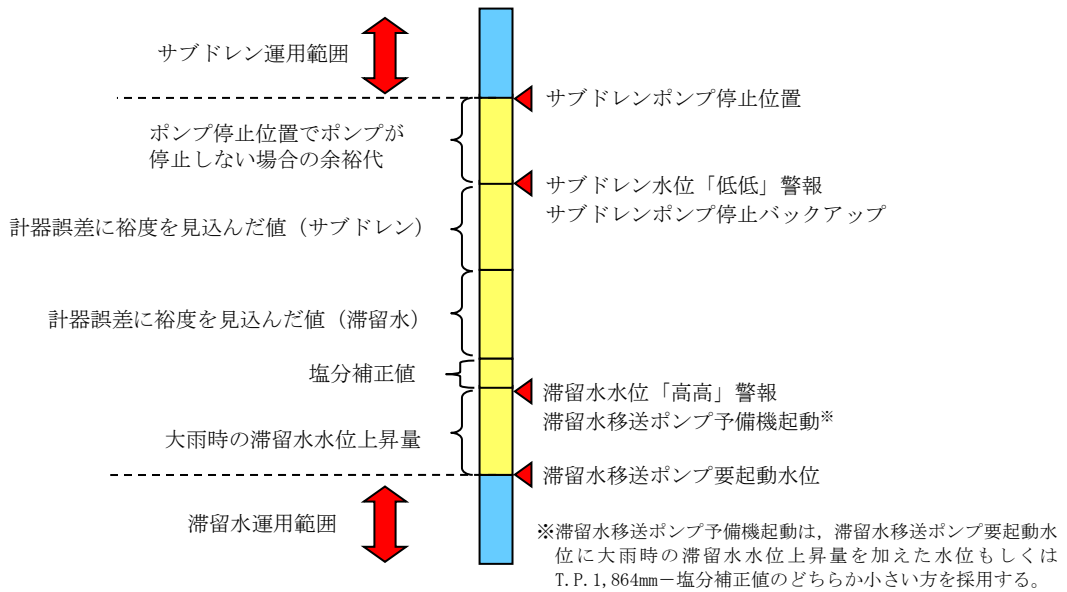 サブドレン運用範囲
サブドレンポンプ停止位置
ポンプ停止位置でポンプが
停止しない場合の余裕代
サブドレン水位「低低」警報
サブドレンポンプ停止バックアップ
計器誤差に裕度を見込んだ値（サブドレン）
計器誤差に裕度を見込んだ値（滞留水）
塩分補正値
滞留水水位「高高」警報
滞留水移送ポンプ予備機起動※
大雨時の滞留水水位上昇量
滞留水移送ポンプ要起動水位
滞留水運用範囲
※滞留水移送ポンプ予備機起動は，滞留水移送ポンプ要起動水
位に大雨時の滞留水水位上昇量を加えた水位もしくは
T.P.1,864mm－塩分補正値のどちらか小さい方を採用する。